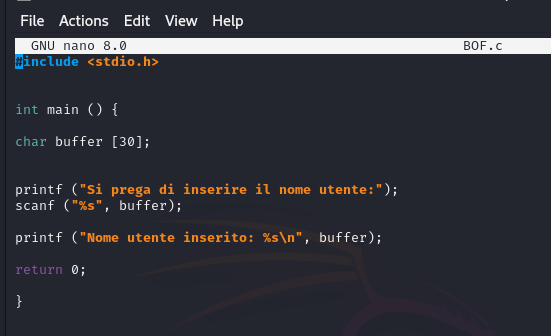 File Actions Edit View Help
GNU nano 8.0 BOF.c
#include <stdio.h>
int main () {
char buffer [30];
printf ("Si prega di inserire il nome utente:");
scanf ("%s", buffer);
printf ("Nome utente inserito: %s\n", buffer);
return 0;
}